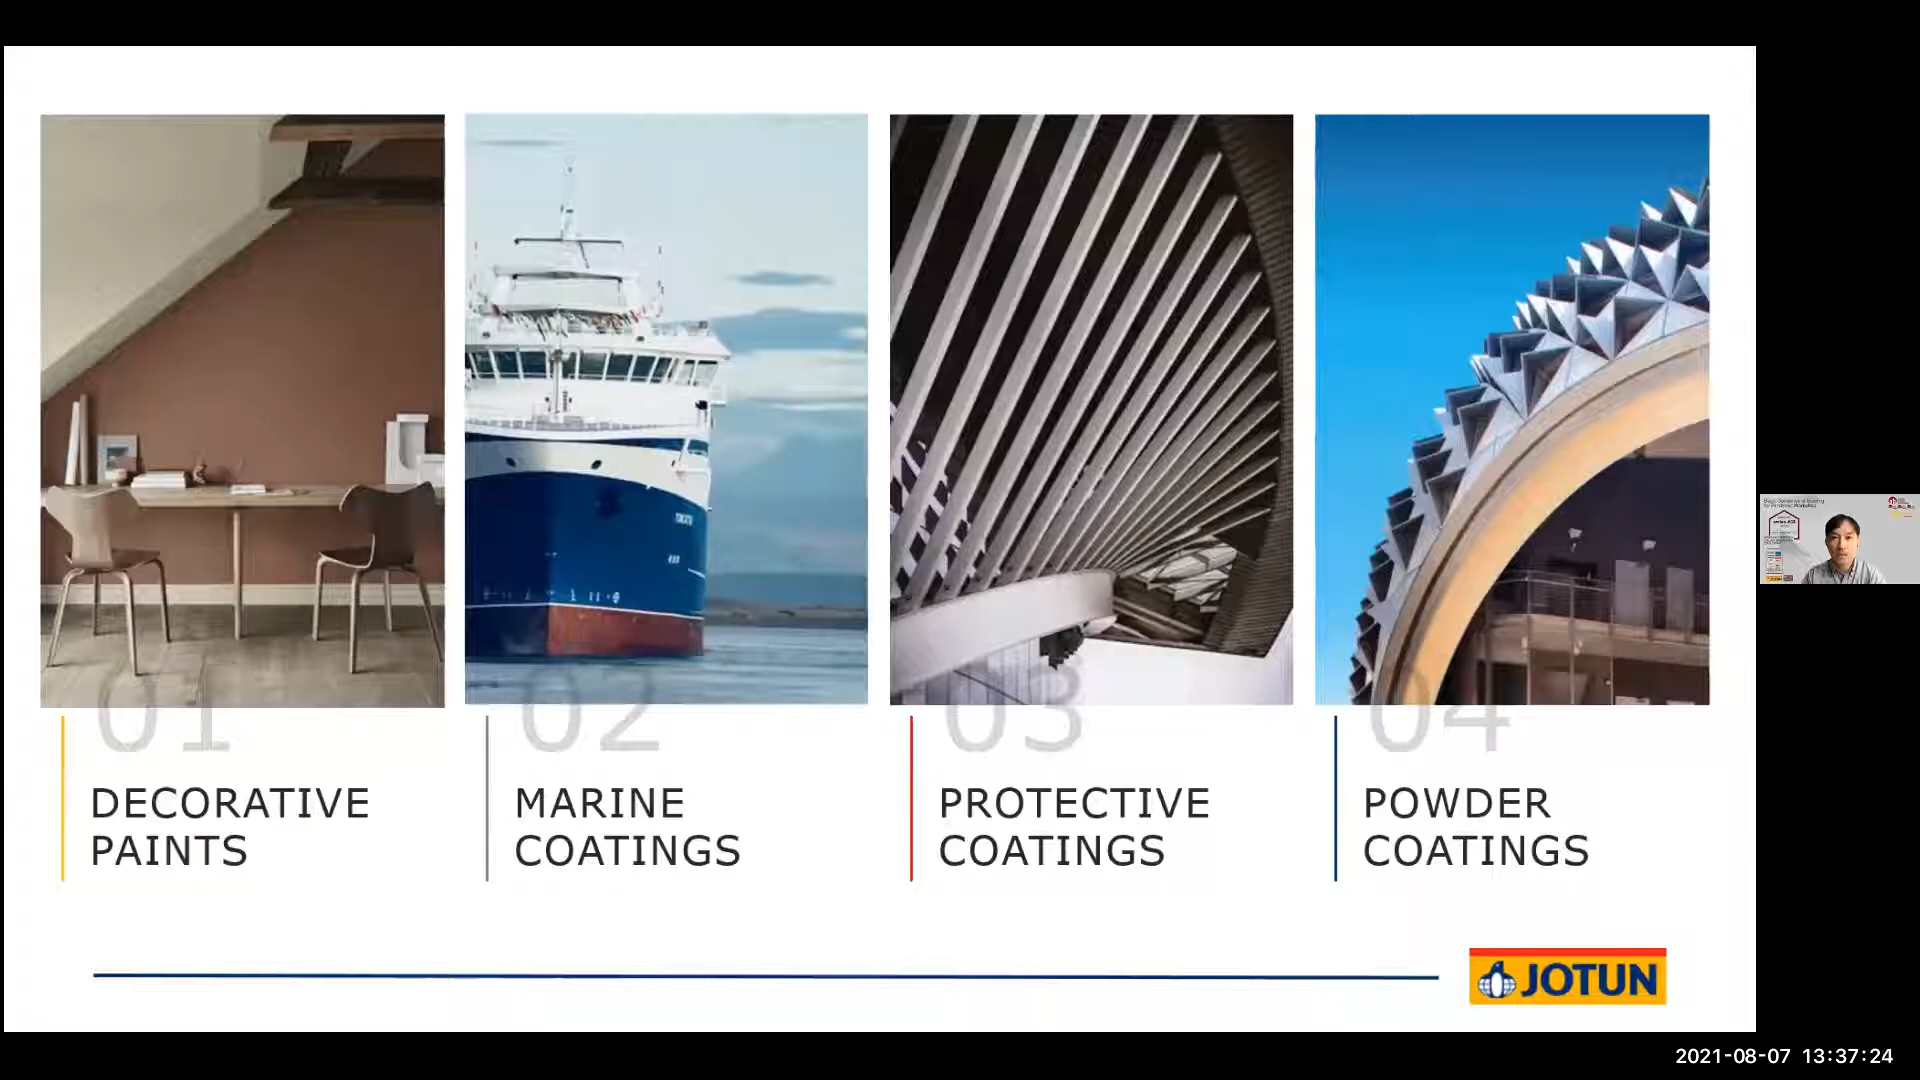 01
DECORATIVE
PAINTS
02
MARINE
COATINGS
03
PROTECTIVE
COATINGS
04
POWDER
COATINGS
JOTUN
2021-08-07 13:37:24